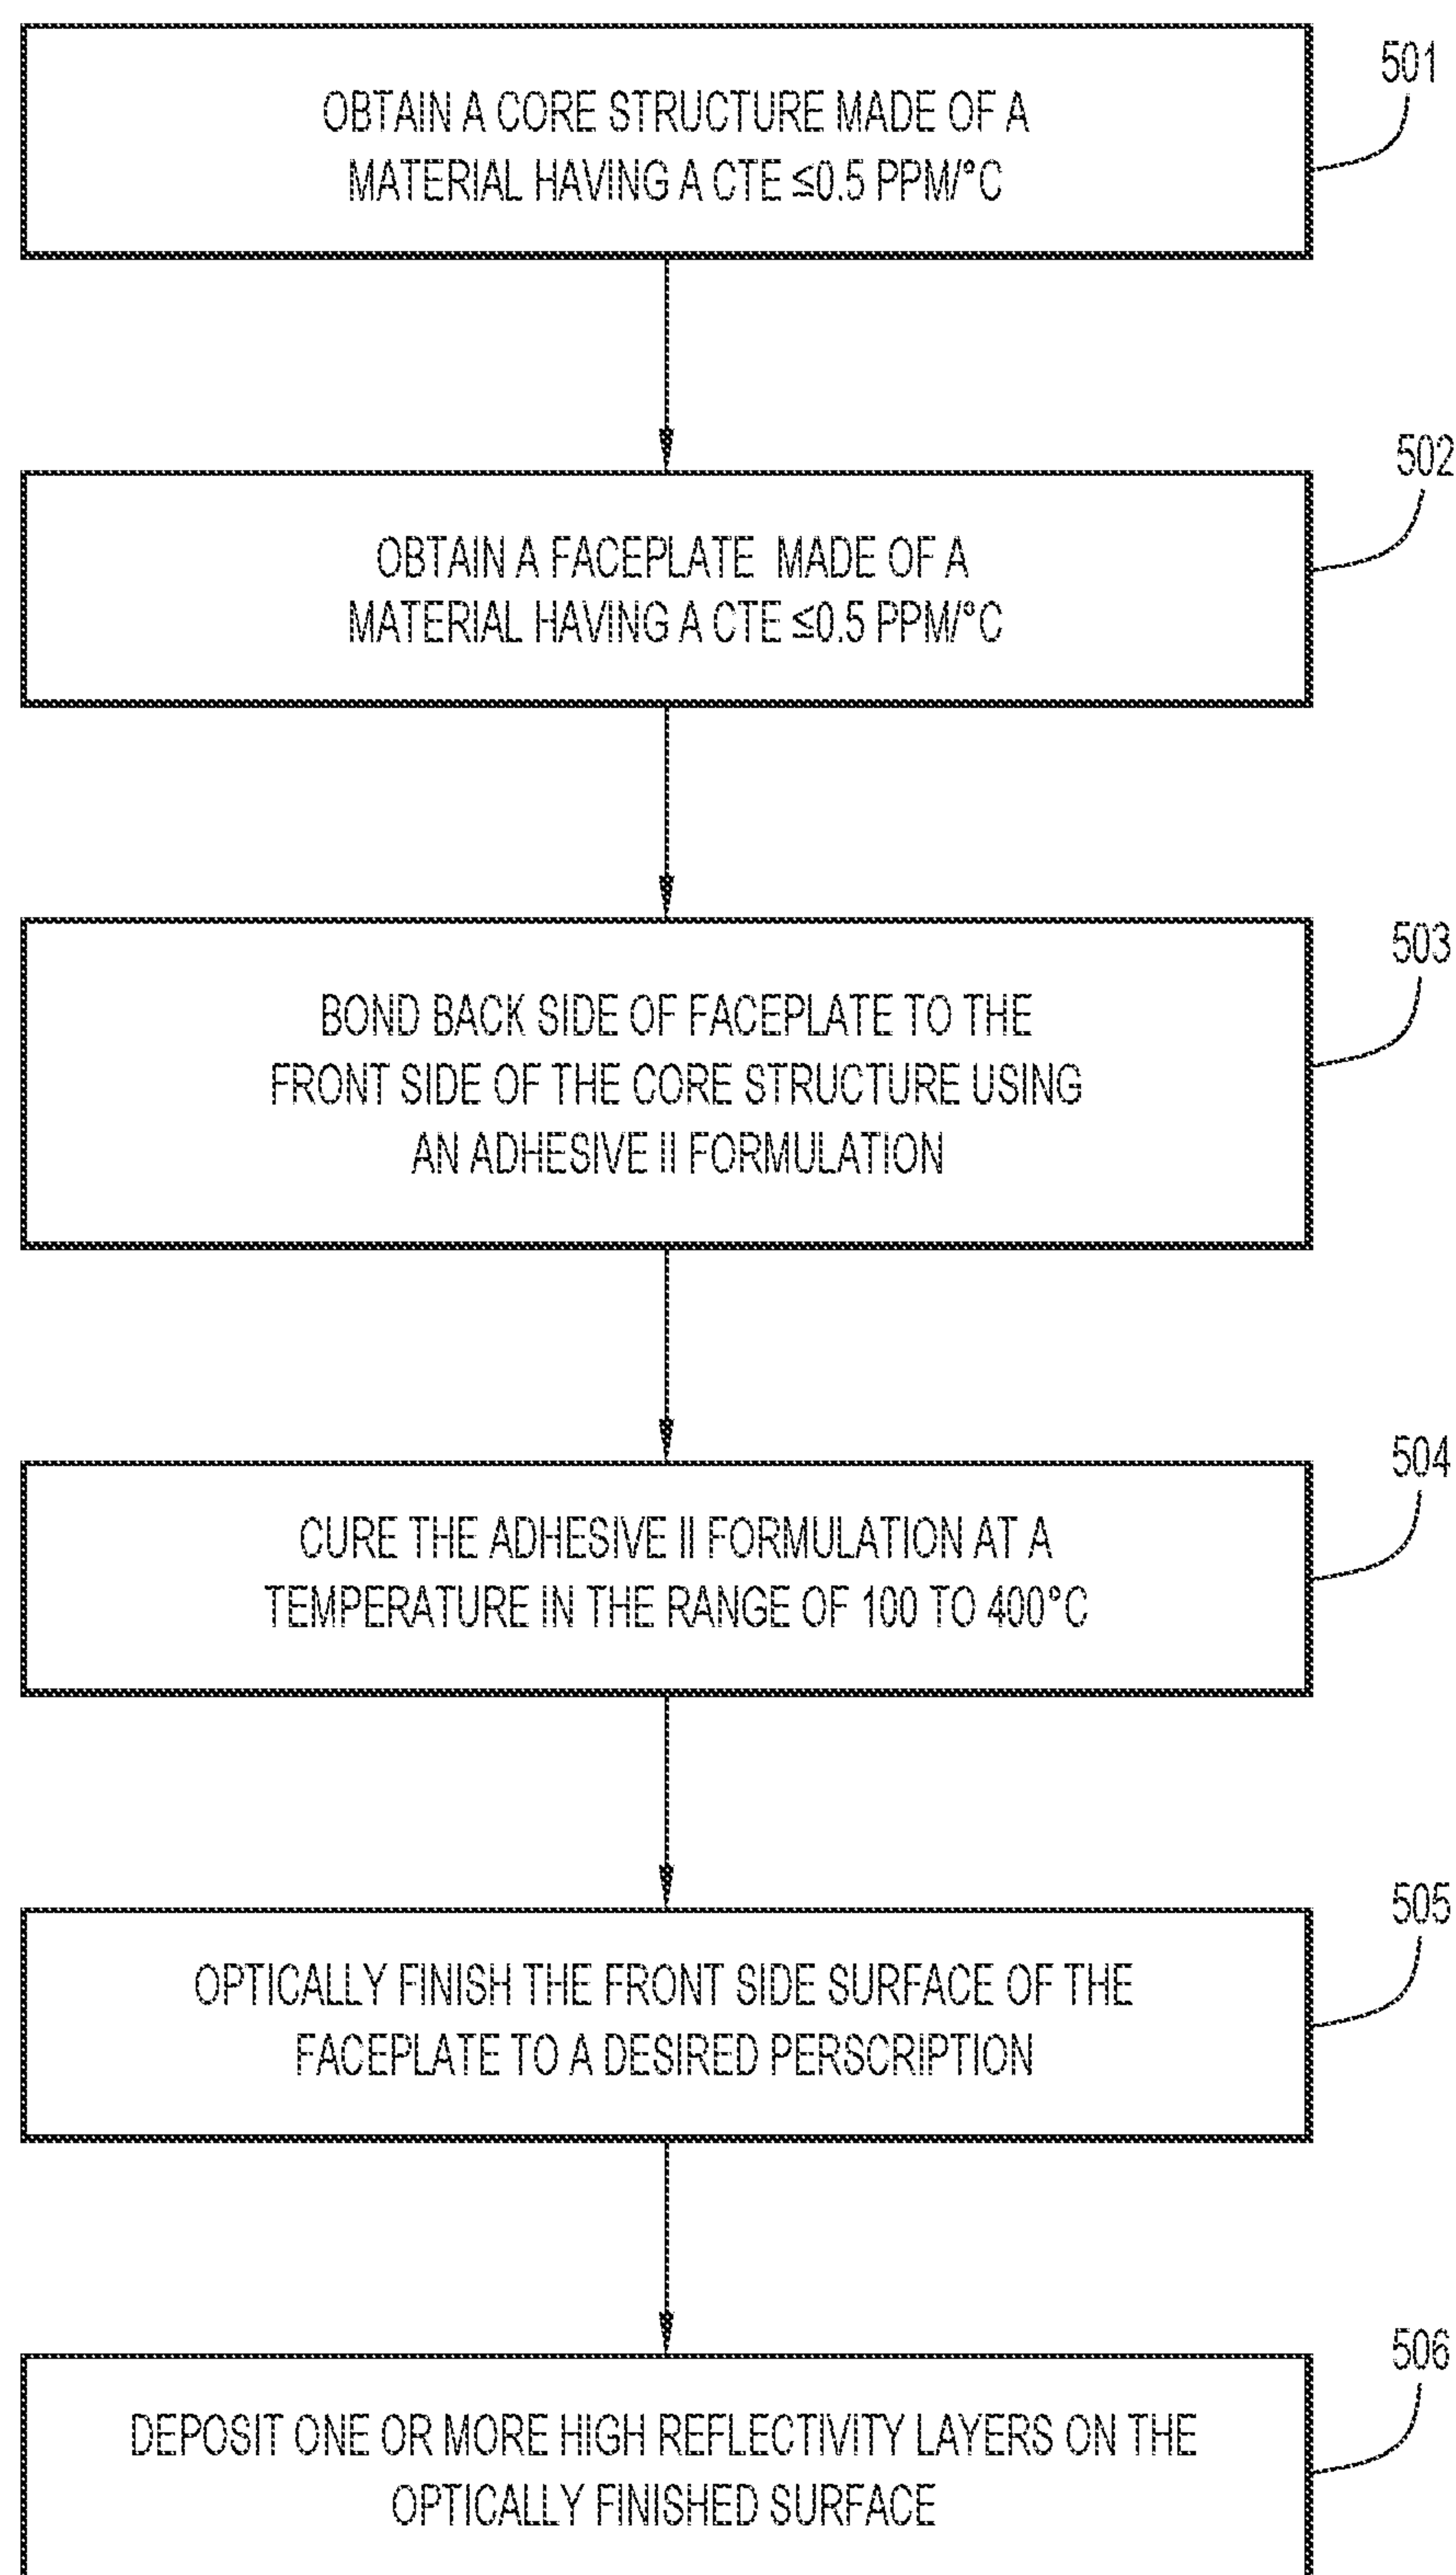 OBTAIN A CORE STRUCTURE MADE OF A
MATERIAL HAVING A CTE ≤0.5 PPM/°C
501
OBTAIN A FACEPLATE MADE OF A
MATERIAL HAVING A CTE ≤0.5 PPM/°C
502
BOND BACK SIDE OF FACEPLATE TO THE
FRONT SIDE OF THE CORE STRUCTURE USING
AN ADHESIVE II FORMULATION
503
CURE THE ADHESIVE II FORMULATION AT A
TEMPERATURE IN THE RANGE OF 100 TO 400°C
504
OPTICALLY FINISH THE FRONT SIDE SURFACE OF THE
FACEPLATE TO A DESIRED PERSCRIPTION
505
DEPOSIT ONE OR MORE HIGH REFLECTIVITY LAYERS ON THE
OPTICALLY FINISHED SURFACE
506